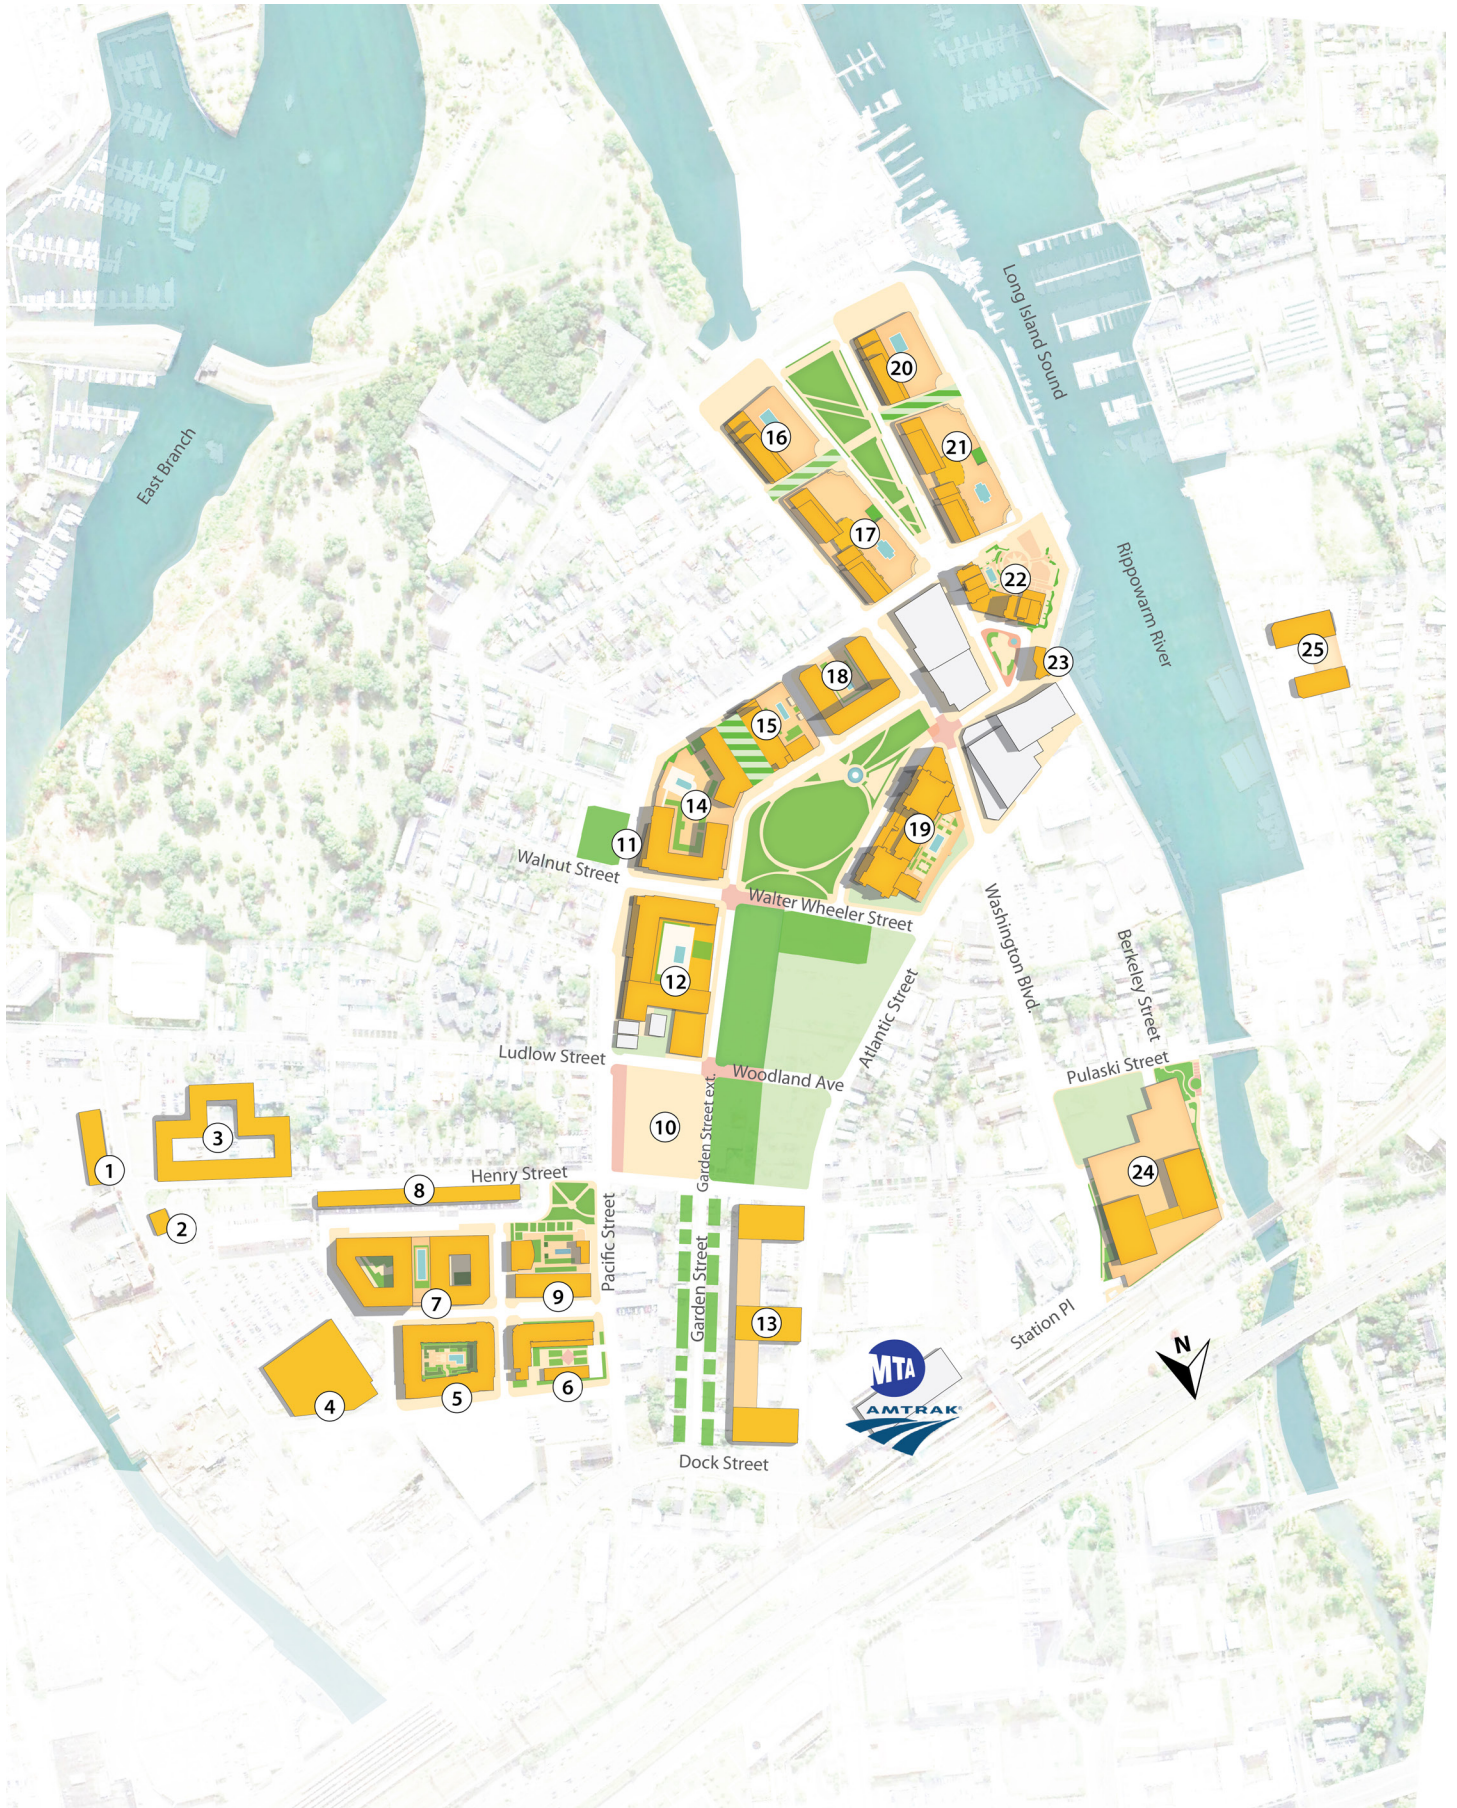 Long Island Sound
20
16
East Branch
21
17
22
Rippowarm River
25
23
18
15
14
19
11
Walnut Street
Walter Wheeler Street
Washington Blvd.
Berkeley Street
12
Atlantic Street
Ludlow Street
Woodland Ave
Pulaski Street
10
Garden Street ext.
3
1
24
Henry Street
8
2
Pacific Street
Garden Street
7
9
13
Station Pl
N
MTA
AMTRAK
4
5
6
Dock Street